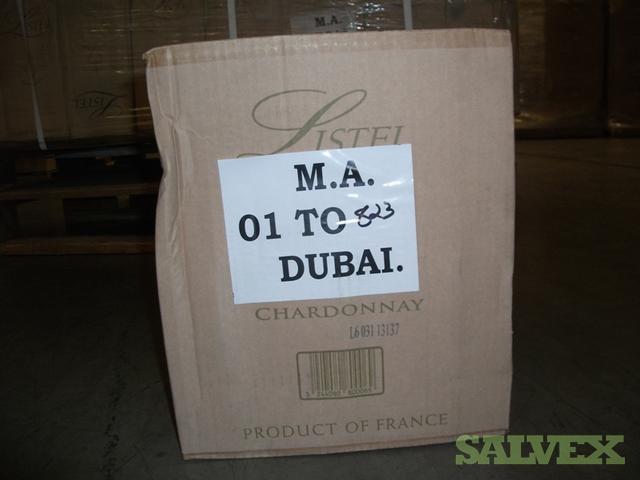 M.A.
LISTEL
M.A.
01 TO 823
DUBAI.
CHARDONNAY
L6 031 13137
PRODUCT OF FRANCE
SALVEX